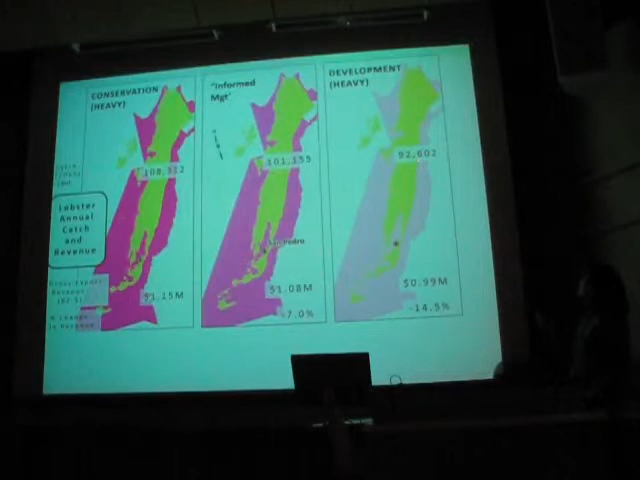 CONSERVATION
(HEAVY)
"Informed
Mgt'
DEVELOPMENT
(HEAVY)
108,312
101,155
92,602
Lobster
Annual
Catch
and
Revenue
San Pedro
$1.15M
$1.08M
$0.99M
-7.0%
-14.5%